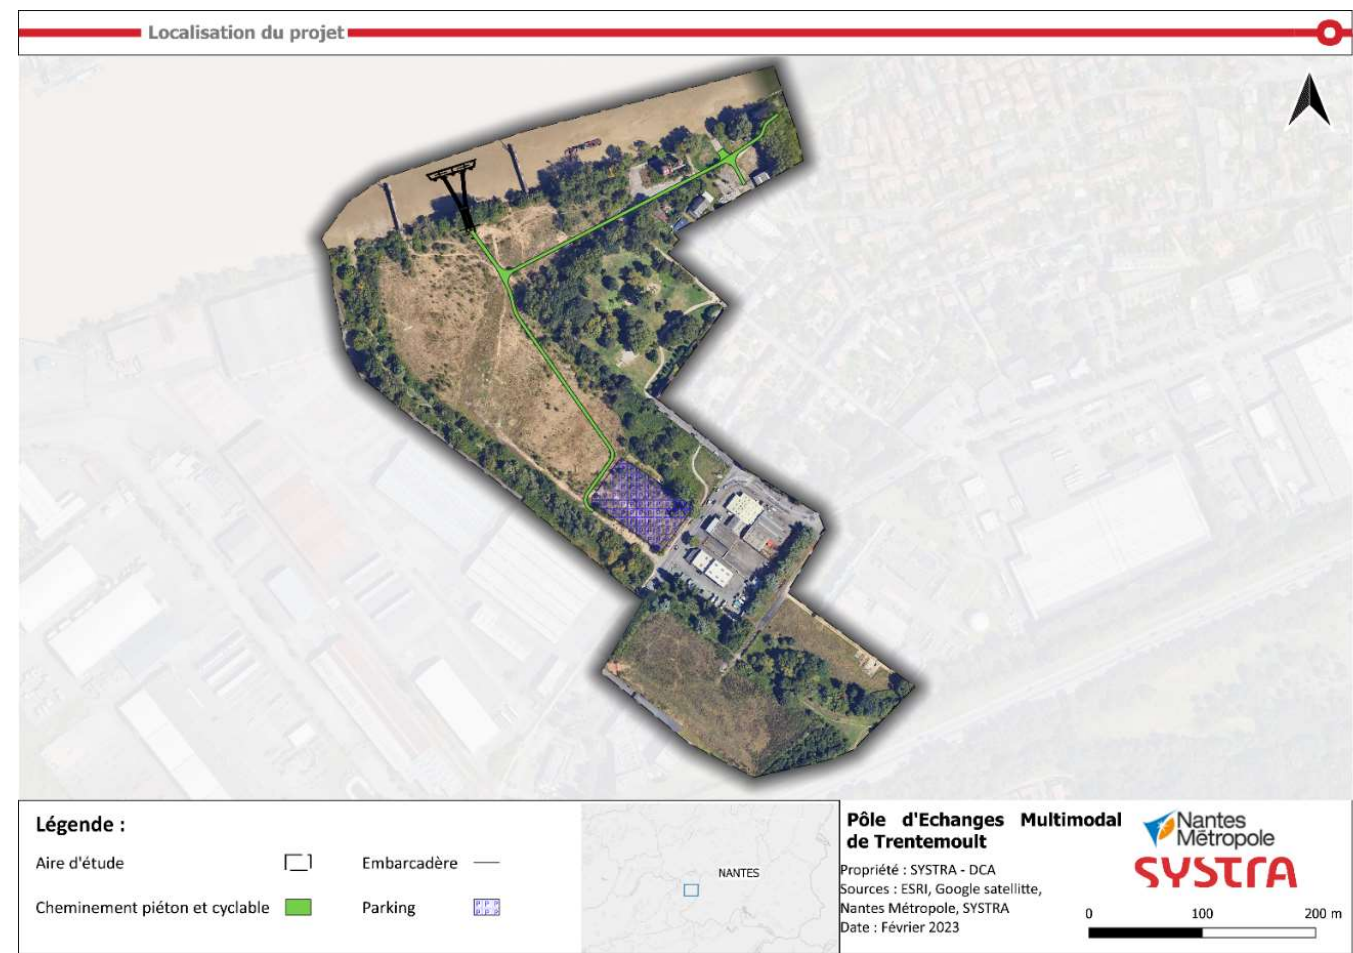 Localisation du projet
Légende :
Aire d'étude
Embarcadère
Cheminement piéton et cyclable
Parking
NANTES
Pôle d'Echanges Multimodal
de Trentemoult
Propriété : SYSTRA - DCA
Sources : ESRI, Google satellitte,
Nantes Métropole, SYSTRA
Date : Février 2023
Nantes
Métropole
SYSTRA
0 100 200 m